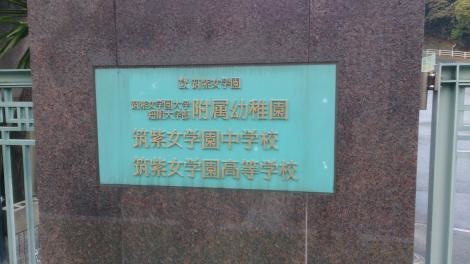 筑紫女学園
筑紫女学園大学
短期大学部
附属幼稚園
筑紫女学園中学校
筑紫女学園高等学校